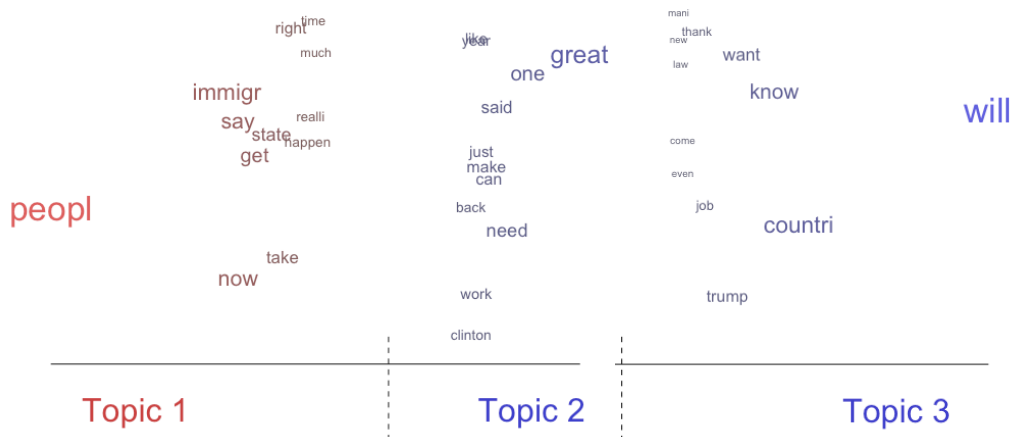 time
right
much
immigr
say
realli
state
happen
get
peopl
take
now
like
year
great
one
said
just
make
can
back
need
work
clinton
mani
thank
new
want
law
know
will
come
even
job
countri
trump
Topic 1
Topic 2
Topic 3